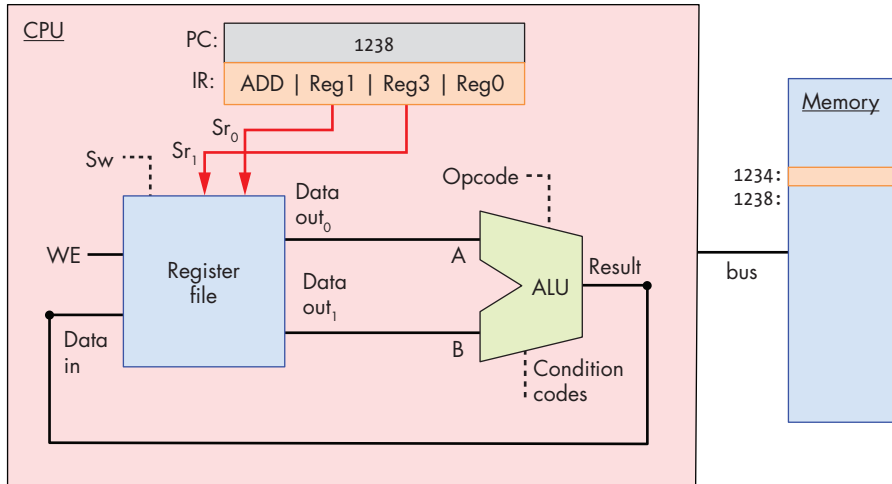 CPU
PC: 1238
IR: ADD | Reg1 | Reg3 | Reg0
Memory
Sr₀
Sr₁
Sw
Opcode
1234:
1238:
Data
out₀
WE
A
Register
file
Result
bus
Data
out₁
ALU
Data
in
B
Condition
codes